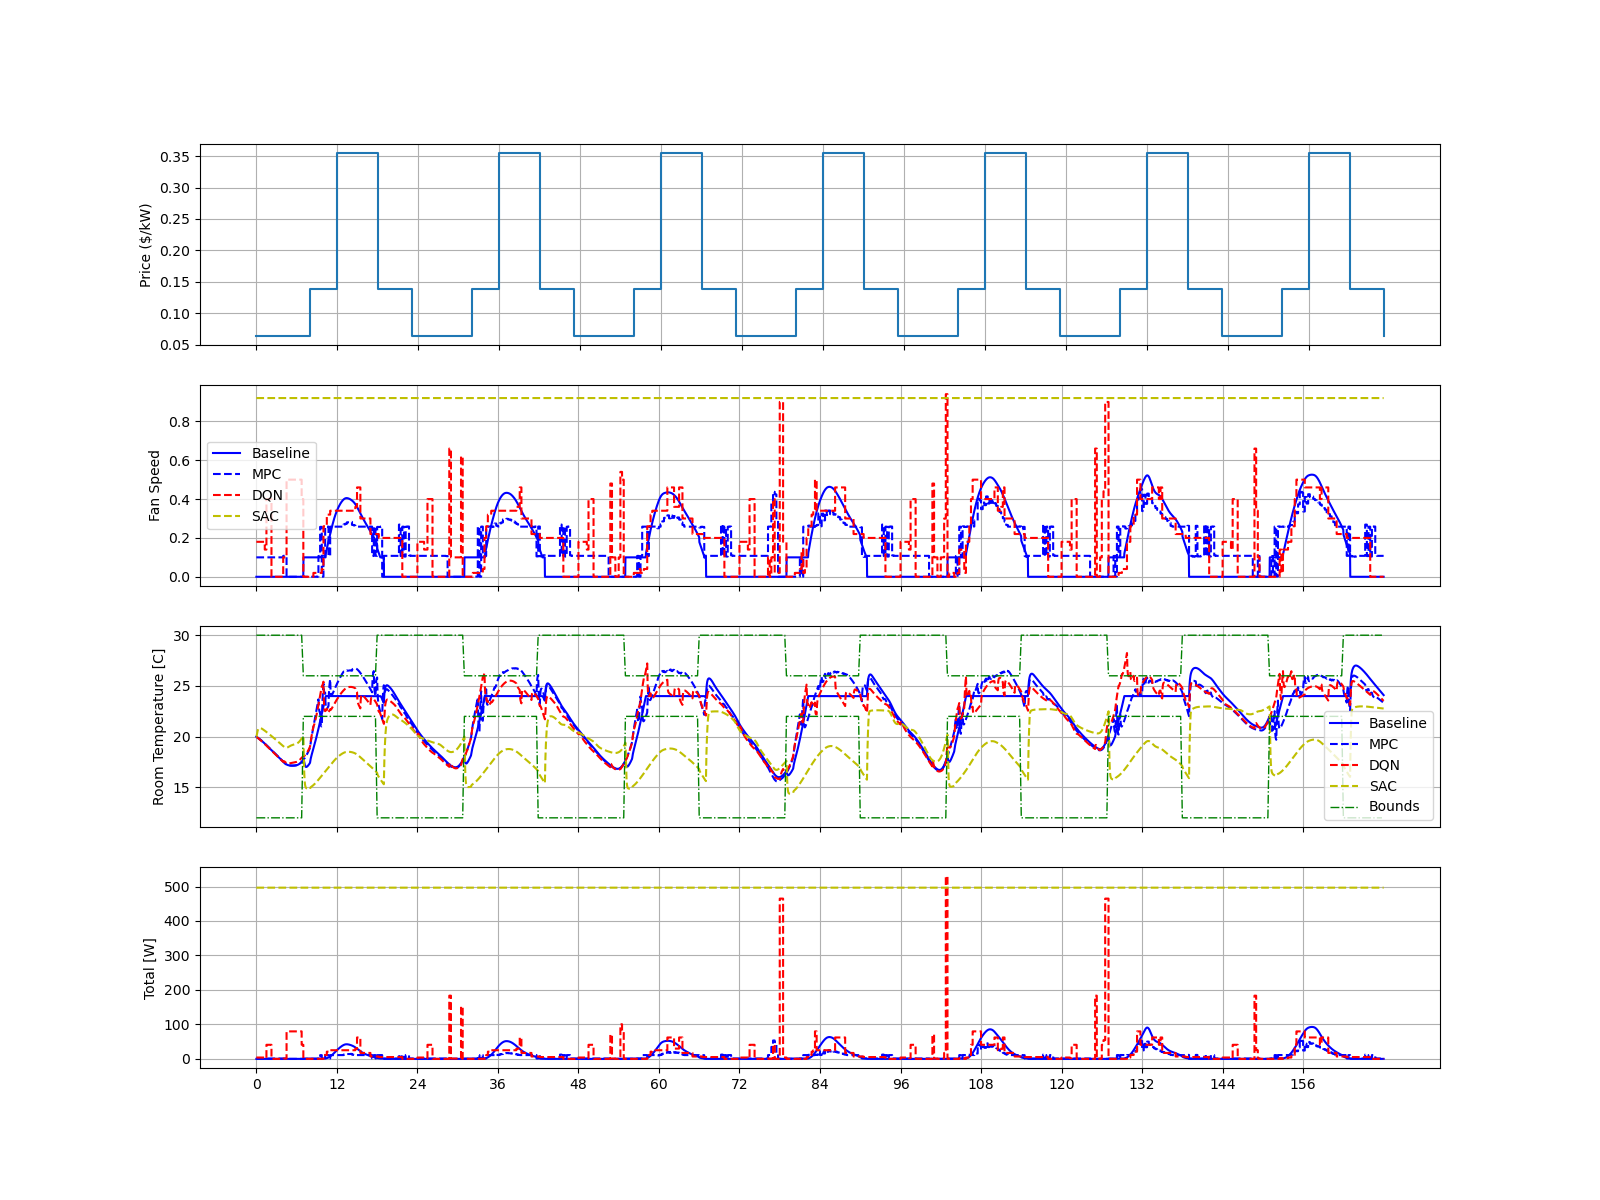 Price ($/kW)
0.35
0.30
0.25
0.20
0.15
0.10
0.05
Fan Speed
0.8
0.6
0.4
0.2
0.0
Baseline
MPC
DQN
SAC
Room Temperature [C]
30
25
20
15
Baseline
MPC
DQN
SAC
Bounds
Total [W]
500
400
300
200
100
0
0 12 24 36 48 60 72 84 96 108 120 132 144 156